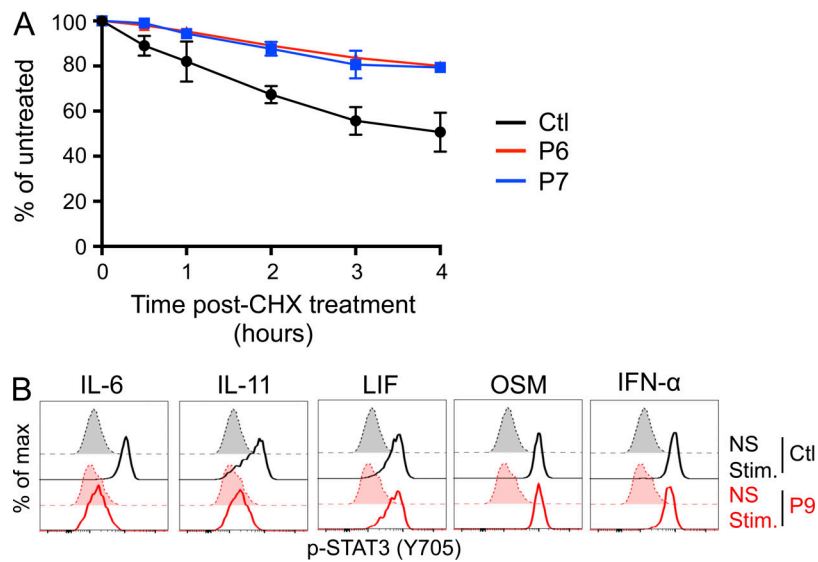 A
% of untreated
100
80
60
40
20
0
0 1 2 3 4
Time post-CHX treatment
(hours)
Ctl
P6
P7
B
IL-6 IL-11 LIF OSM IFN-α
% of max
NS
Stim.
Ctl
NS
Stim.
P9
p-STAT3 (Y705)